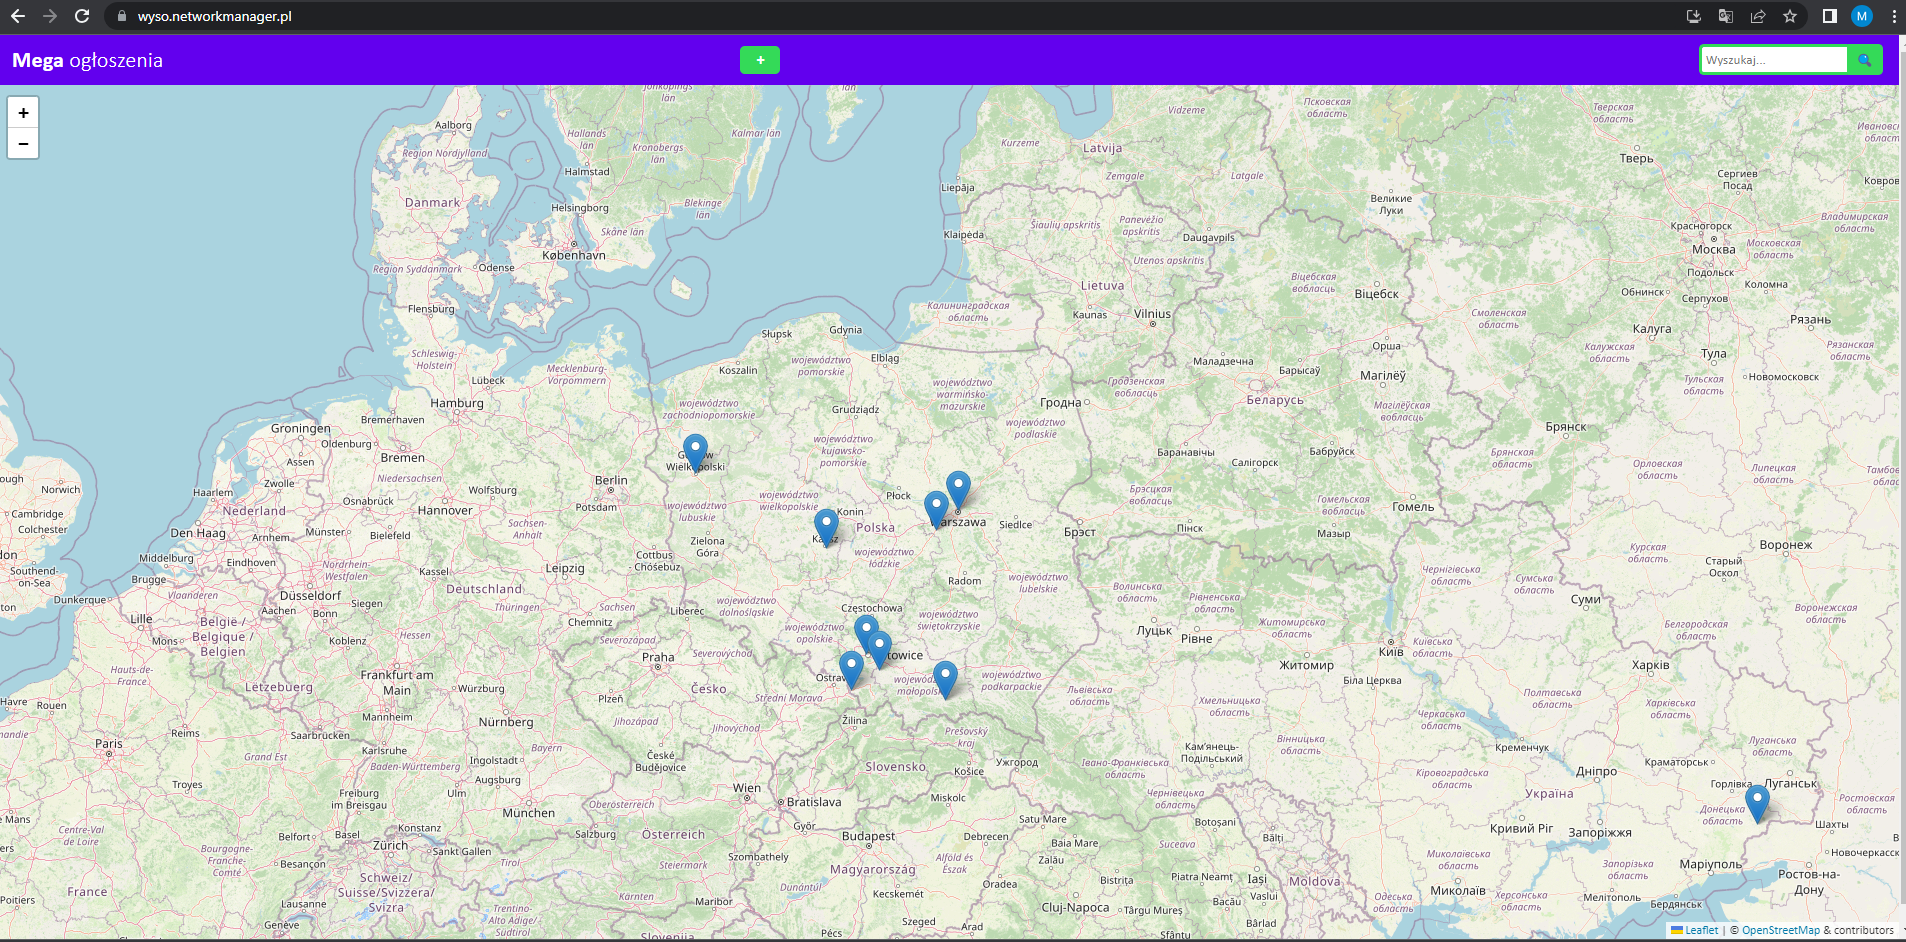 wyso.networkmanager.pl
M
Mega ogłoszenia
+
Wyszukaj...
+
−
Aalborg
Region Nordjylland
Hallands
län
Jönköpings
län
Kronobergs
län
Kalmar län
län
Halmstad
Danmark
Helsingborg
Blekinge
län
Skåne län
København
Region Syddanmark
Odense
Flensburg
Kurzeme
Vidzeme
Latvija
Zemgale
Latgale
Liepāja
Klaipėda
Šiaulių apskritis
Panevėžio
apskritis
Daugavpils
Utenos apskritis
Lietuva
Kaunas
Vilnius
Калининградская
область
Псковская
область
Тверская
область
Тверь
Сергиев
Посад
Великие
Луки
Владимирская
область
Красногорск
Москва
Московская
область
Подольск
Обнинск
Серпухов
Коломна
Віцебская
вобласць
Віцебск
Смоленская
область
Калуга
Рязань
Калужская
область
Тула
Рязанская
область
Тульская
область
Новомосковск
Орша
Маладзечна
Барысаў
Магілёў
Гродзенская
вобласць
Гродна
Беларусь
Магілёўская
вобласць
Брянск
Брянская
область
Орловская
область
Липецкая
область
Баранавічы
Салігорск
Бабруйск
Брэсцкая
вобласць
Гомельская
вобласць
Гомель
Брэст
Пінск
Мазыр
Słupsk
Gdynia
Koszalin
Elbląg
województwo
pomorskie
województwo
zachodniopomorskie
Grudziądz
województwo
warmińsko-
mazurskie
województwo
podlaskie
województwo
kujawsko-
pomorskie
Wielkopolski
województwo
lubuskie
województwo
wielkopolskie
Płock
Konin
Polska
Warszawa
Siedlce
Zielona
Góra
województwo
łódzkie
Radom
województwo
lubelskie
Częstochowa
województwo
dolnośląskie
województwo
opolskie
województwo
świętokrzyskie
województwo
podkarpackie
Schleswig-
Holstein
Lübeck
Mecklenburg-
Vorpommern
Hamburg
Bremerhaven
Groningen
Oldenburg
Assen
Bremen
Niedersachsen
Zwolle
Haarlem
Nederland
Den Haag
Arnhem
Osnabrück
Hannover
Wolfsburg
Berlin
Potsdam
Sachsen-
Anhalt
Münster
Bielefeld
Middelburg
Eindhoven
Brugge
Vlaanderen
Nordrhein-
Westfalen
Kassel
Leipzig
Cottbus
Chóśebuz
Dunkerque
Düsseldorf
Deutschland
Thüringen
Sachsen
Chemnitz
Liberec
Lille
België /
Belgique /
Belgien
Aachen
Bonn
Siegen
Mons
Koblenz
Hessen
Severozápad
Severovýchod
Praha
Hauts-de-
France
Lëtzebuerg
Frankfurt am
Main
Würzburg
Plzeň
Česko
Střední Morava
Rouen
Mannheim
Nürnberg
Jihozápad
Jihovýchod
Reims
Saarbrücken
Karlsruhe
Bayern
Žilina
Prešovský
kraj
Paris
Grand Est
Baden-Württemberg
Ingolstadt
České
Budějovice
Slovensko
Košice
Augsburg
Troyes
Freiburg
im Breisgau
Ulm
München
Oberösterreich
Wien
Bratislava
Miskolc
Centre-Val
de Loire
Belfort
Basel
Konstanz
Salzburg
Győr
Debrecen
Bourgogne-
Franche-
Comté
Zürich
Sankt Gallen
Österreich
Budapest
Besançon
Tirol
Steiermark
Szombathely
Alföld és
Észak
Magyarország
France
Schweiz/
Suisse/Svizzera/
Svizra
Kärnten
Dunántúl
Kecskemét
Poitiers
Lausanne
Trentino-
Alto Adige/
Südtirol
Maribor
Genève
Slovenija
Pécs
Szeged
Arad
Norwich
Cambridge
Colchester
Southend-
on-Sea
Волинська
область
Рівненська
область
Чернігівська
область
Сумська
область
Суми
Курская
область
Старый
Оскол
Воронеж
Воронежская
область
Белгородская
область
Луцьк
Рівне
Житомирська
область
Київ
Київська
область
Житомир
Біла Церква
Харків
Львівська
область
Хмельницька
область
Полтавська
область
Харківська
область
Черкаська
область
Вінницька
область
Кременчук
Луганська
область
Ужгород
Івано-Франківська
область
Кам'янець-
Подільський
Краматорськ
Дніпро
Горлівка
Луганськ
Кіровоградська
область
Україна
Донецька
область
Ростовская
область
Чернівецька
область
Satu Mare
Botoșani
Кривий Ріг
Запоріжжя
Шахты
Baia Mare
Suceava
Bălți
Zalău
Миколаївська
область
Запорізька
область
Маріуполь
Новочеркасск
Oradea
Bistrița
Piatra Neamț
Iași
Moldova
Vaslui
Ростов-на-
Дону
Cluj-Napoca
Târgu Mureș
Bacău
Одеська
область
Миколаїв
Херсонська
область
Мелітополь
Бердянськ
Sfântu
Bârlad
Leaflet | © OpenStreetMap & contributors